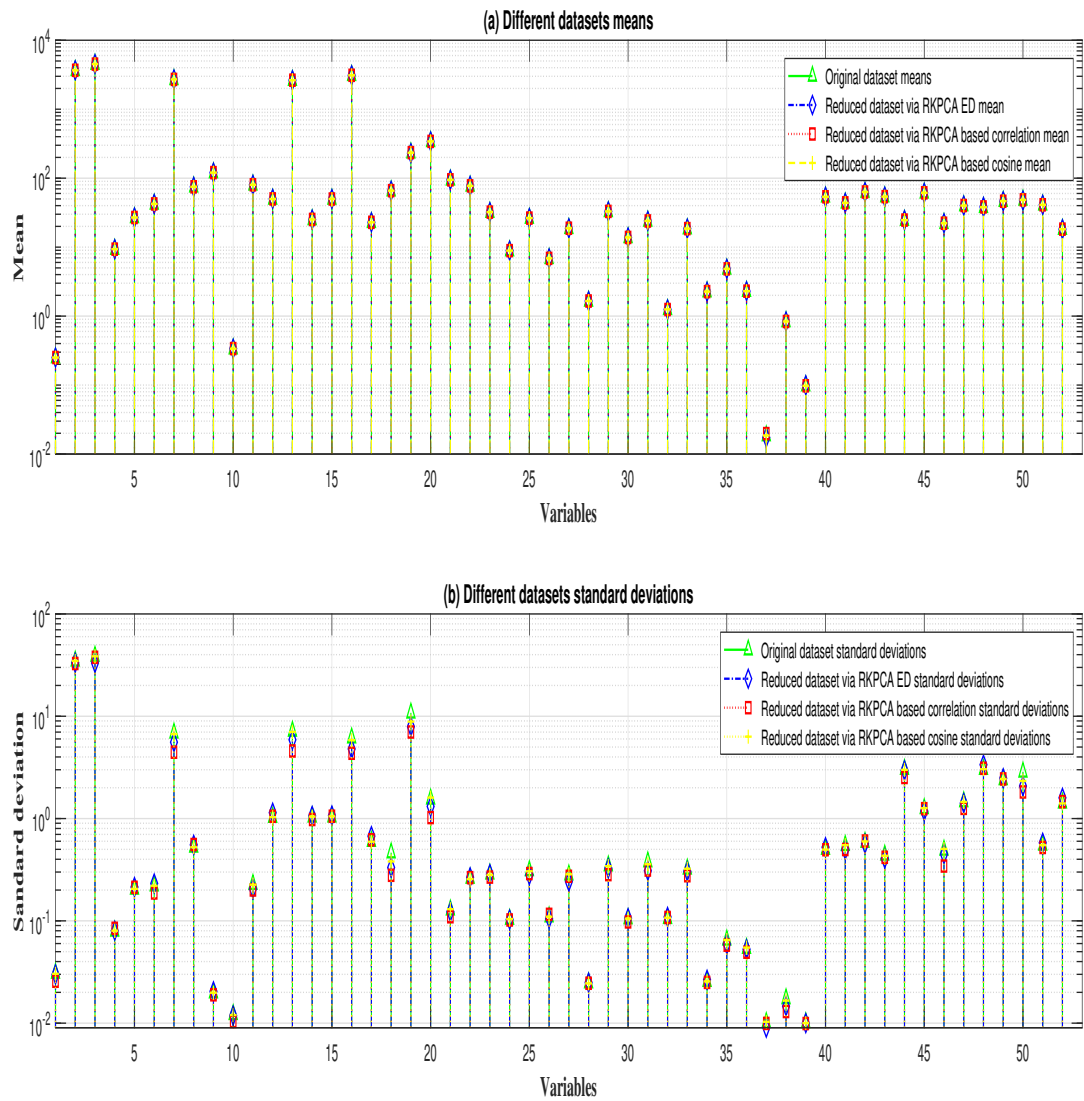 (a) Different datasets means
10^4
10^2
10^0
10^-2
Mean
Original dataset means
Reduced dataset via RKPCA ED mean
Reduced dataset via RKPCA based correlation mean
Reduced dataset via RKPCA based cosine mean
5 10 15 20 25 30 35 40 45 50
Variables
(b) Different datasets standard deviations
10^2
10^1
10^0
10^-1
10^-2
Sandard deviation
Original dataset standard deviations
Reduced dataset via RKPCA ED standard deviations
Reduced dataset via RKPCA based correlation standard deviations
Reduced dataset via RKPCA based cosine standard deviations
5 10 15 20 25 30 35 40 45 50
Variables